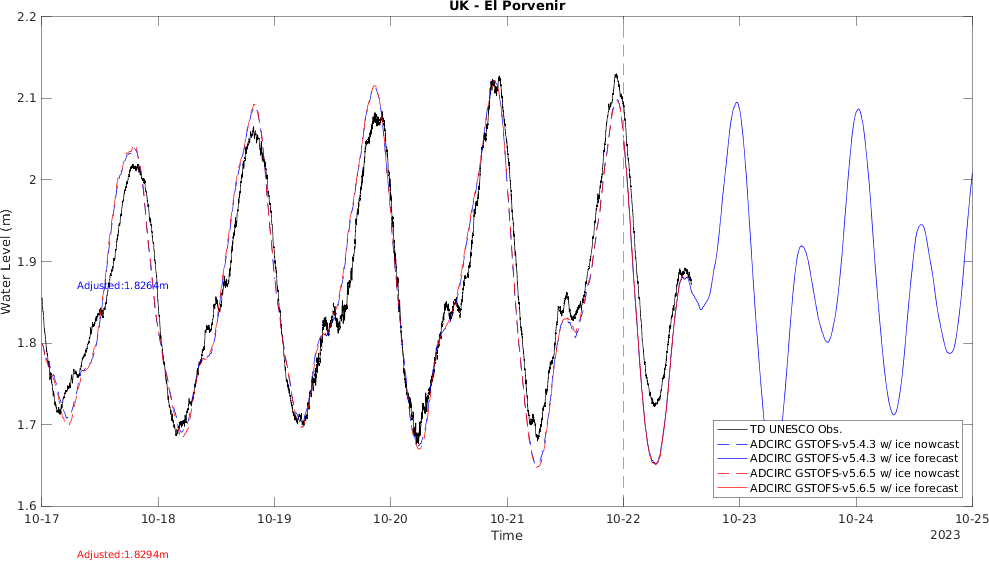 UK - El Porvenir
2.2
2.1
2
1.9
1.8
1.7
1.6
Water Level (m)
Adjusted:1.8264m
TD UNESCO Obs.
ADCIRC GSTOFS-v5.4.3 w/ ice nowcast
ADCIRC GSTOFS-v5.4.3 w/ ice forecast
ADCIRC GSTOFS-v5.6.5 w/ ice nowcast
ADCIRC GSTOFS-v5.6.5 w/ ice forecast
10-17 10-18 10-19 10-20 10-21 10-22 10-23 10-24 10-25
Time
2023
Adjusted:1.8294m